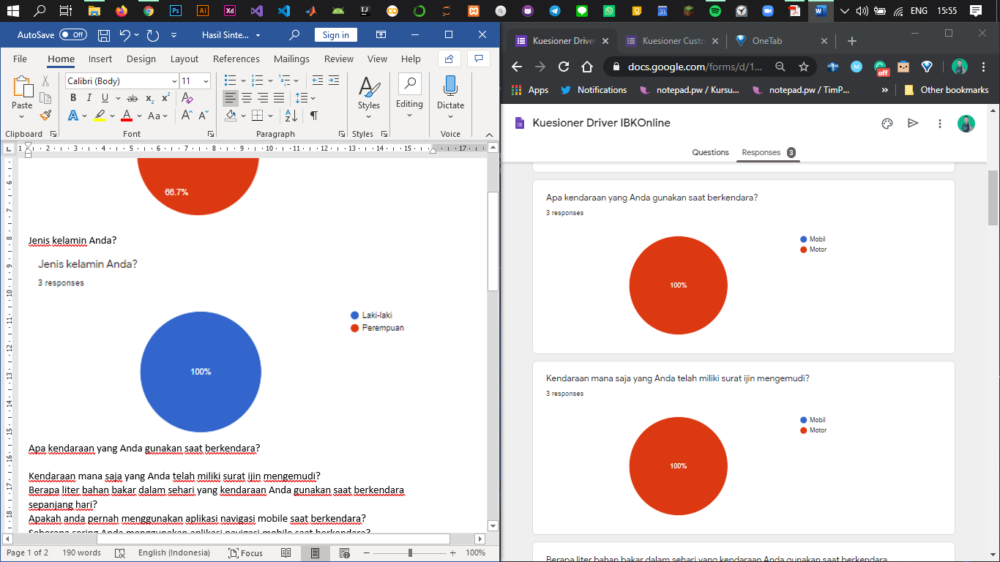 ENG 15:55
AutoSave Off Hasil Sinte... Sign in
File Home Insert Design Layout References Mailings Review View Help
Paste
Calibri (Body) 11
Styles
Editing
Dictate
Clipboard Font Paragraph Styles Voice
66.7%
Jenis kelamin Anda?
Jenis kelamin Anda?
3 responses
Laki-laki
Perempuan
100%
Apa kendaraan yang Anda gunakan saat berkendara?
Kendaraan mana saja yang Anda telah miliki surat ijin mengemudi?
Berapa liter bahan bakar dalam sehari yang kendaraan Anda gunakan saat berkendara
sepanjang hari?
Apakah anda pernah menggunakan aplikasi navigasi mobile saat berkendara?
Seberapa sering Anda menggunakan aplikasi navigasi mobile saat berkendara?
Page 1 of 2 190 words English (Indonesia) Focus 100%
Kuesioner Drive Kuesioner Custo OneTab
docs.google.com/forms/d/1...
off
Apps Notifications notepad.pw / Kursu... notepad.pw / TimP... Other bookmarks
Kuesioner Driver IBKOnline
Questions Responses 3
Apa kendaraan yang Anda gunakan saat berkendara?
3 responses
Mobil
Motor
100%
Kendaraan mana saja yang Anda telah miliki surat ijin mengemudi?
3 responses
Mobil
Motor
100%
Berapa liter bahan bakar dalam sehari yang kendaraan Anda gunakan saat berkendara